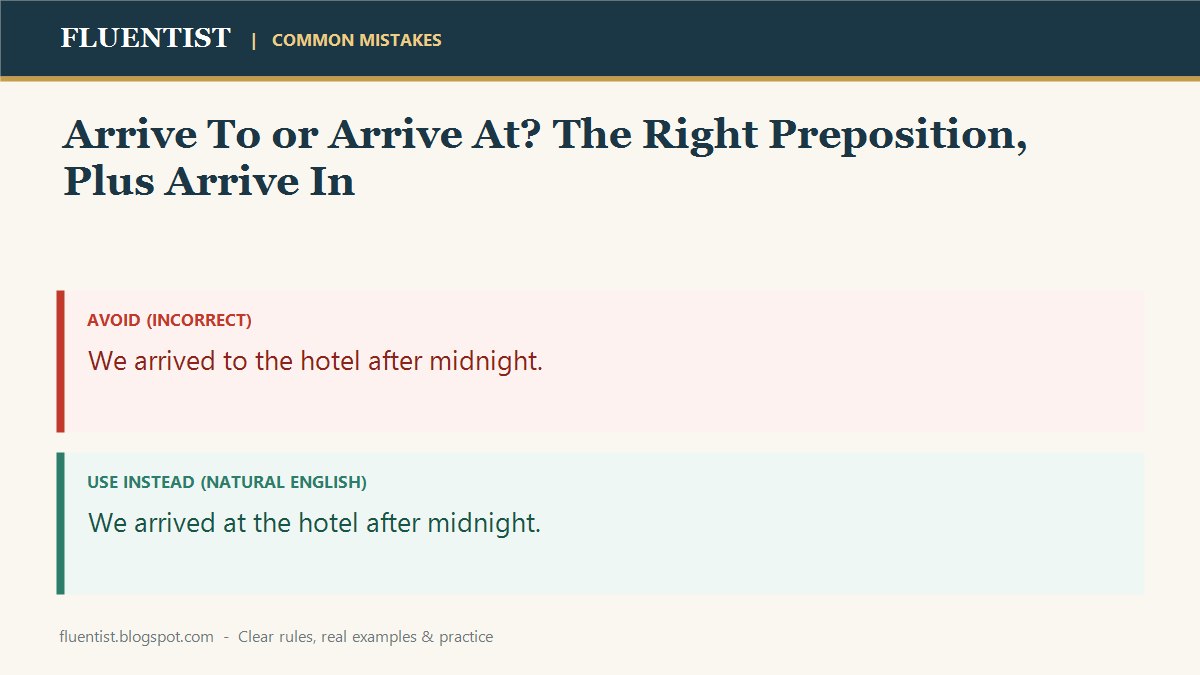 FLUENTIST | COMMON MISTAKES
Arrive To or Arrive At? The Right Preposition,
Plus Arrive In
AVOID (INCORRECT)
We arrived to the hotel after midnight.
USE INSTEAD (NATURAL ENGLISH)
We arrived at the hotel after midnight.
fluentist.blogspot.com - Clear rules, real examples & practice